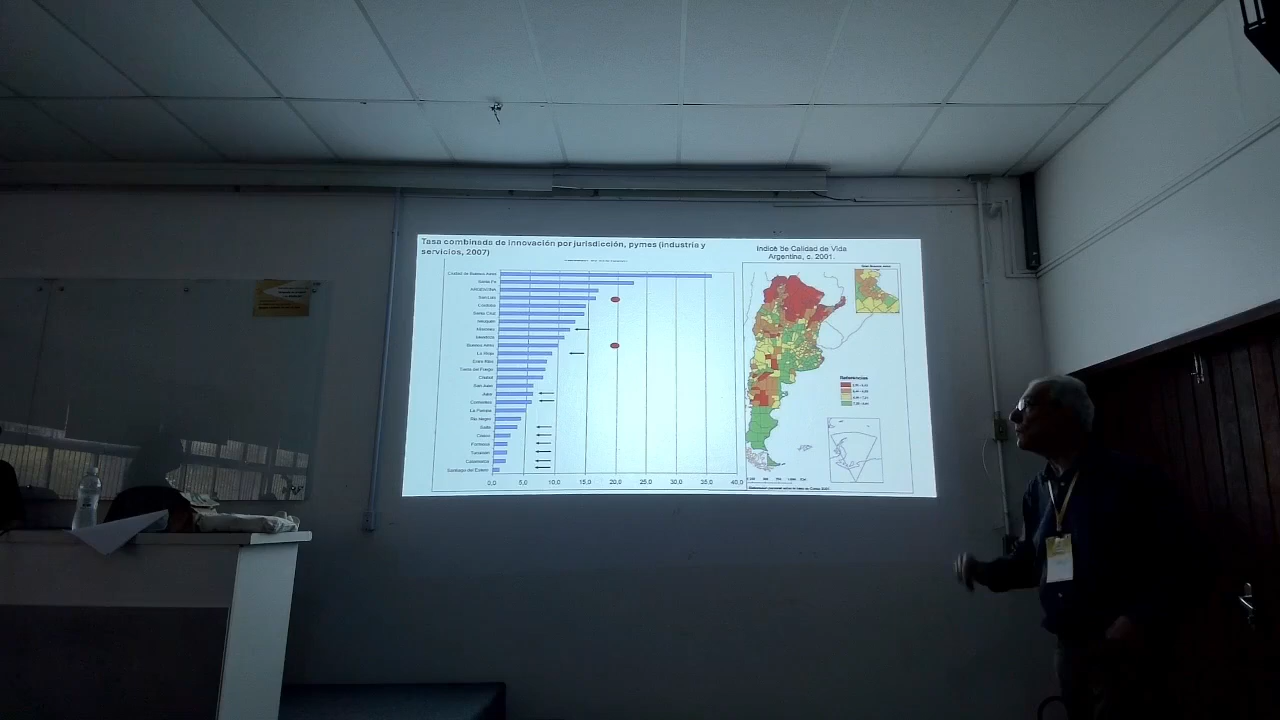 Tasa combinada de innovación por jurisdicción, pymes (industria y
servicios, 2007)
Ciudad de Buenos Aires
Santa Fe
ARGENTINA
San Luis
Córdoba
Santa Cruz
Neuquén
Misiones
Mendoza
Buenos Aires
La Rioja
Entre Ríos
Tierra del Fuego
San Juan
Jujuy
Corrientes
La Pampa
Río Negro
Salta
Chaco
Formosa
Tucumán
Catamarca
Santiago del Estero
0,0 5,0 10,0 15,0 20,0 25,0 30,0 35,0 40,0
Indice de Calidad de Vida
Argentina, c. 2001.
Referencias